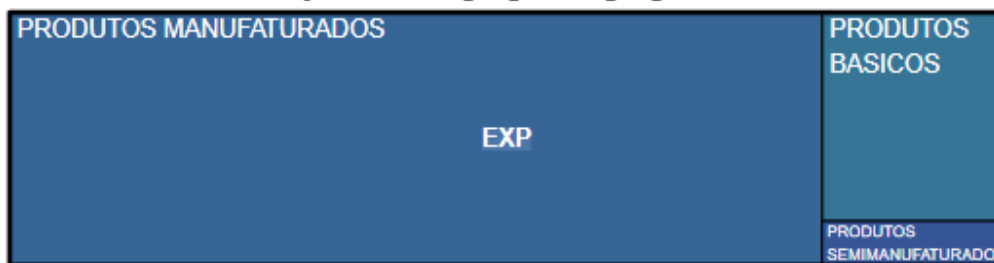 PRODUTOS MANUFATURADOS
EXP
PRODUTOS
BASICOS
PRODUTOS
SEMIMANUFATURADO